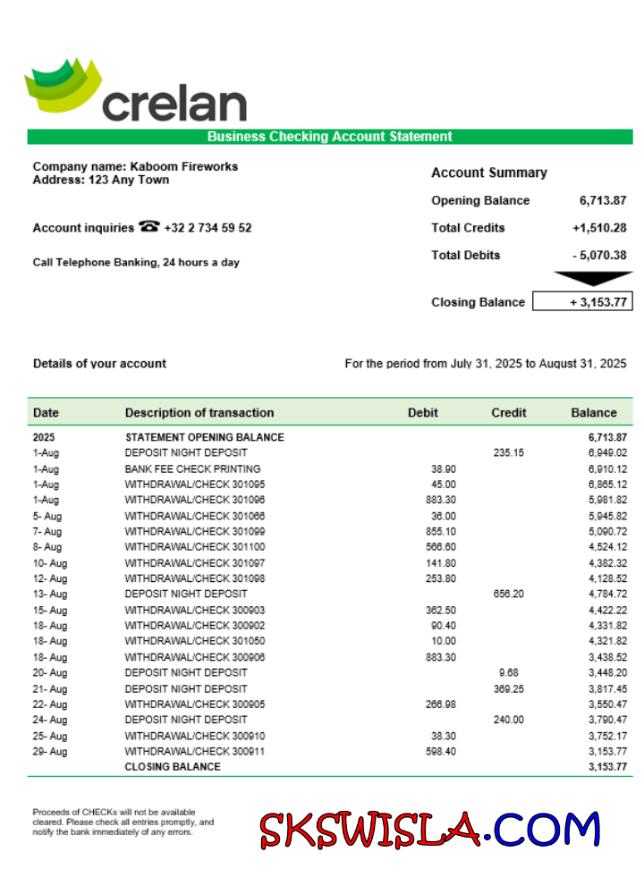 crelan
Business Checking Account Statement
Company name: Kaboom Fireworks
Address: 123 Any Town
Account inquiries ☎ +32 2 734 59 52
Call Telephone Banking, 24 hours a day
Account Summary
Opening Balance 6,713.87
Total Credits +1,510.28
Total Debits - 5,070.38
Closing Balance + 3,153.77
Details of your account For the period from July 31, 2025 to August 31, 2025
Date Description of transaction Debit Credit Balance
2025 STATEMENT OPENING BALANCE 6,713.87
1-Aug DEPOSIT NIGHT DEPOSIT 235.15 6,949.02
1-Aug BANK FEE CHECK PRINTING 38.90 6,910.12
1-Aug WITHDRAWAL/CHECK 301095 45.00 6,865.12
1-Aug WITHDRAWAL/CHECK 301096 883.30 5,981.82
5- Aug WITHDRAWAL/CHECK 301066 36.00 5,945.82
7- Aug WITHDRAWAL/CHECK 301099 855.10 5,090.72
8- Aug WITHDRAWAL/CHECK 301100 566.60 4,524.12
10- Aug WITHDRAWAL/CHECK 301097 141.80 4,382.32
12- Aug WITHDRAWAL/CHECK 301098 253.80 4,128.52
13- Aug DEPOSIT NIGHT DEPOSIT 656.20 4,784.72
15- Aug WITHDRAWAL/CHECK 300903 362.50 4,422.22
18- Aug WITHDRAWAL/CHECK 300902 90.40 4,331.82
18- Aug WITHDRAWAL/CHECK 301050 10.00 4,321.82
18- Aug WITHDRAWAL/CHECK 300906 883.30 3,438.52
20- Aug DEPOSIT NIGHT DEPOSIT 9.68 3,448.20
21- Aug DEPOSIT NIGHT DEPOSIT 369.25 3,817.45
22- Aug WITHDRAWAL/CHECK 300905 266.98 3,550.47
24- Aug DEPOSIT NIGHT DEPOSIT 240.00 3,790.47
25- Aug WITHDRAWAL/CHECK 300910 38.30 3,752.17
29- Aug WITHDRAWAL/CHECK 300911 598.40 3,153.77
CLOSING BALANCE 3,153.77
Proceeds of CHECKs will not be available
cleared. Please check all entries promptly, and
notify the bank immediately of any errors.
SKSWISLA.COM